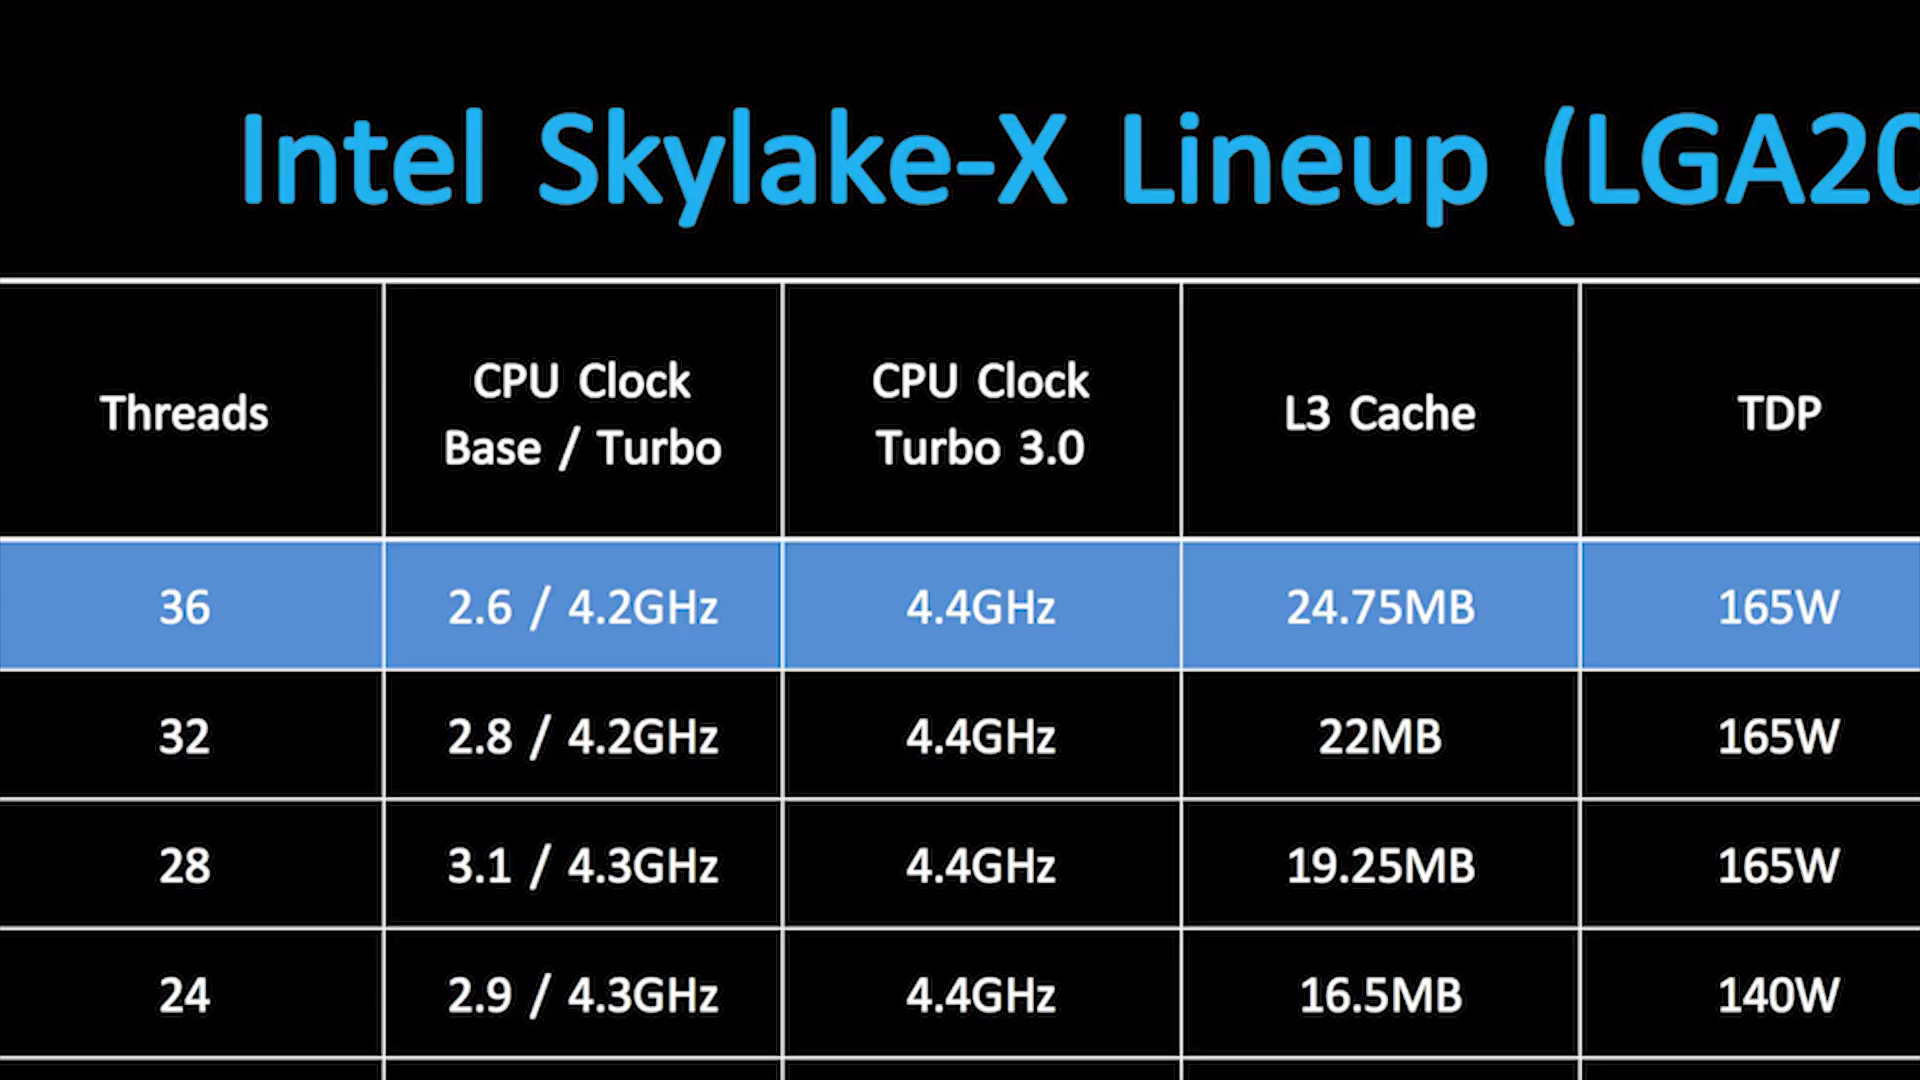 Intel Skylake-X Lineup (LGA20
Threads
CPU Clock
Base / Turbo
CPU Clock
Turbo 3.0
L3 Cache
TDP
36 2.6 / 4.2GHz 4.4GHz 24.75MB 165W
32 2.8 / 4.2GHz 4.4GHz 22MB 165W
28 3.1 / 4.3GHz 4.4GHz 19.25MB 165W
24 2.9 / 4.3GHz 4.4GHz 16.5MB 140W